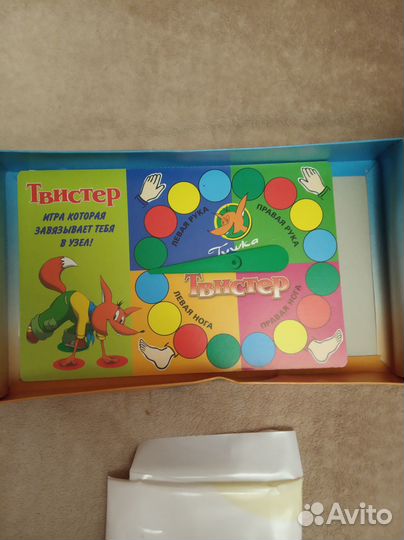 Твистер
ИГРА КОТОРАЯ
ЗАВЯЗЫВАЕТ ТЕБЯ
В УЗЕЛ!
ЛЕВАЯ РУКА
ПРАВАЯ РУКА
Твистер
ЛЕВАЯ НОГА
ПРАВАЯ НОГА
Avito